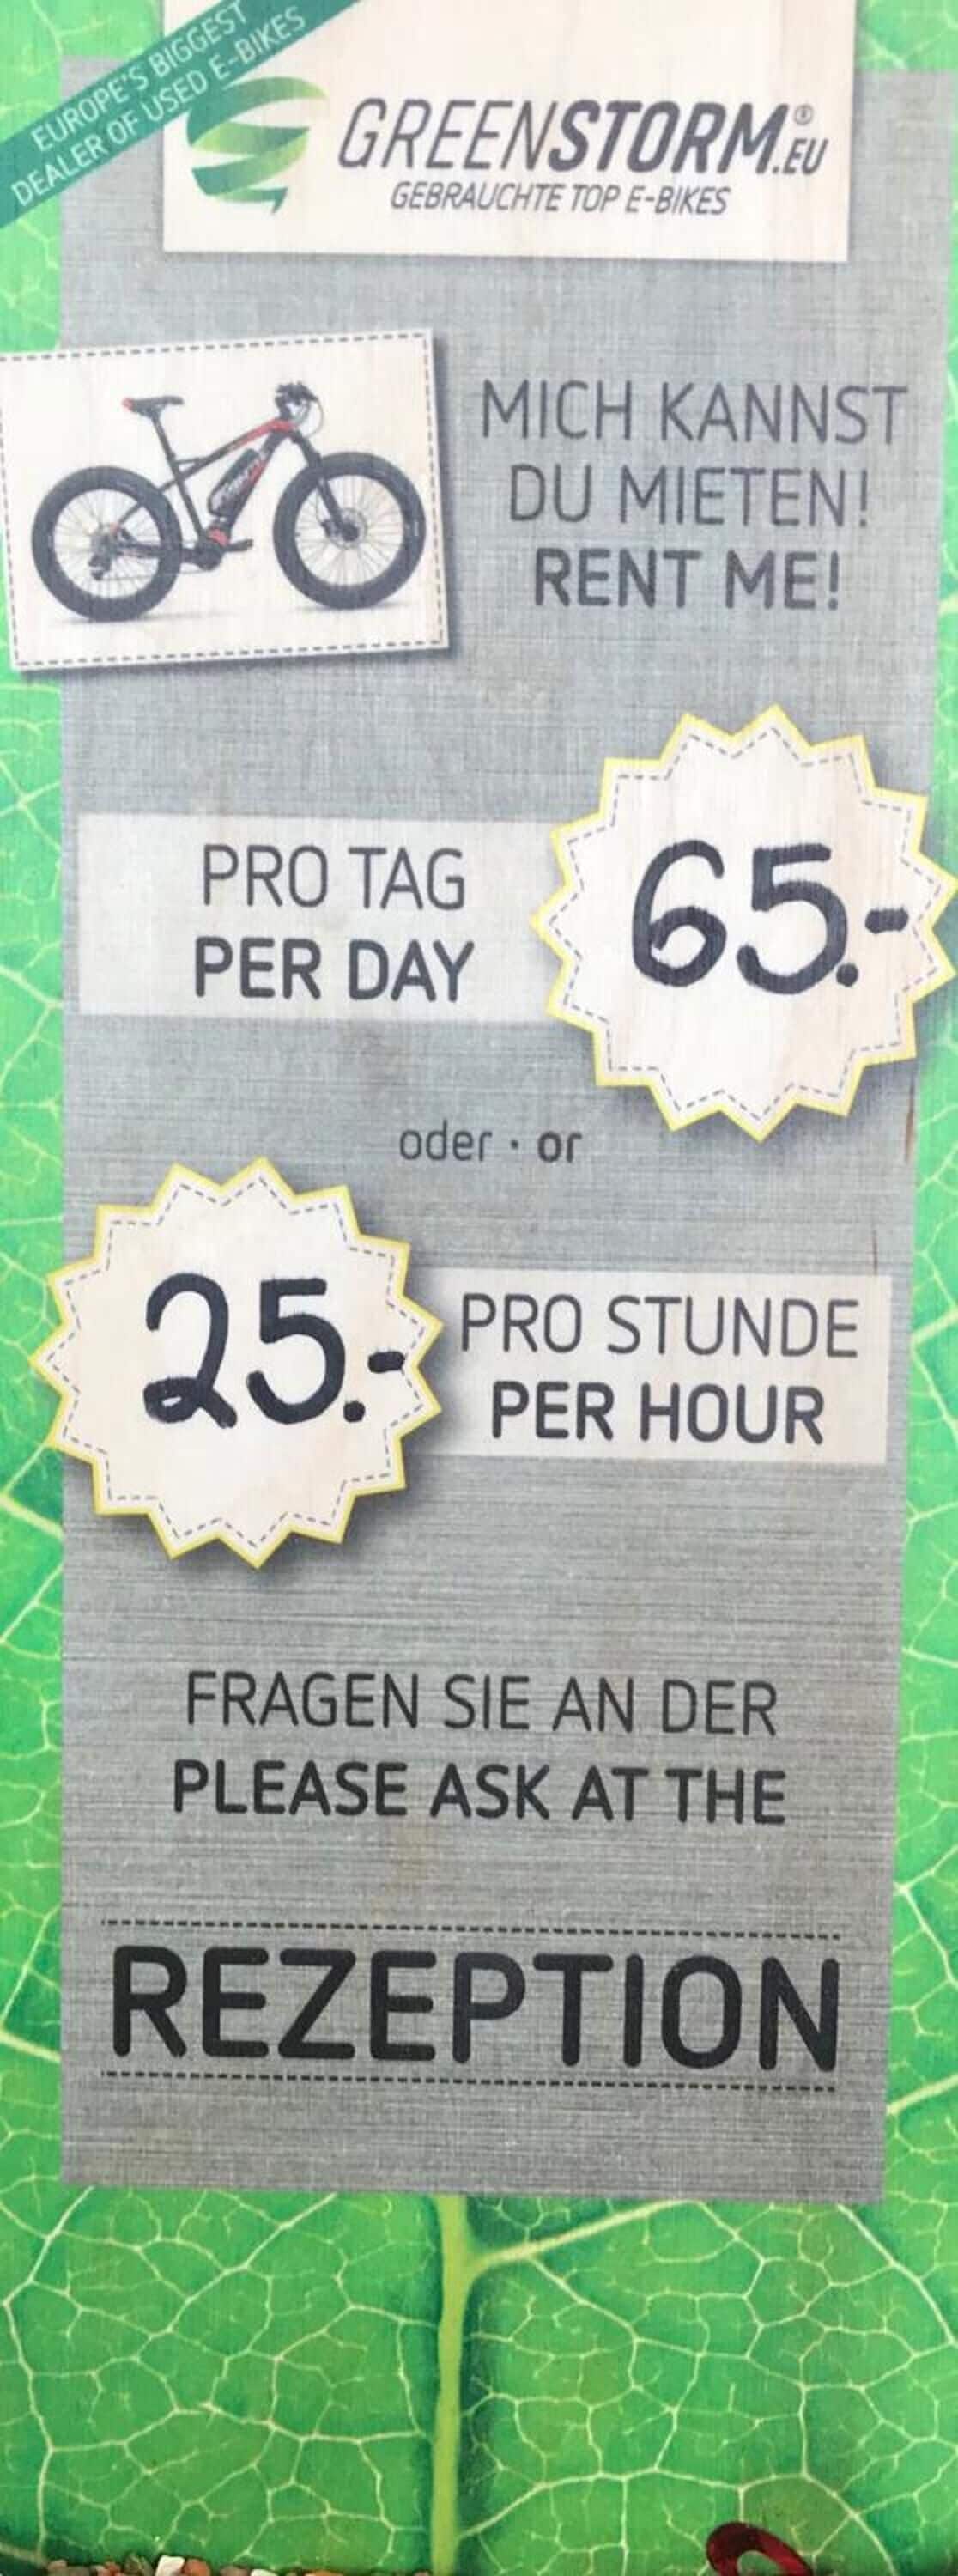 EUROPE'S BIGGEST
DEALER OF USED E-BIKES
GREENSTORM®.EU
GEBRAUCHTE TOP E-BIKES
MICH KANNST
DU MIETEN!
RENT ME!
PRO TAG
PER DAY
65.-
oder · or
25.-
PRO STUNDE
PER HOUR
FRAGEN SIE AN DER
PLEASE ASK AT THE
REZEPTION